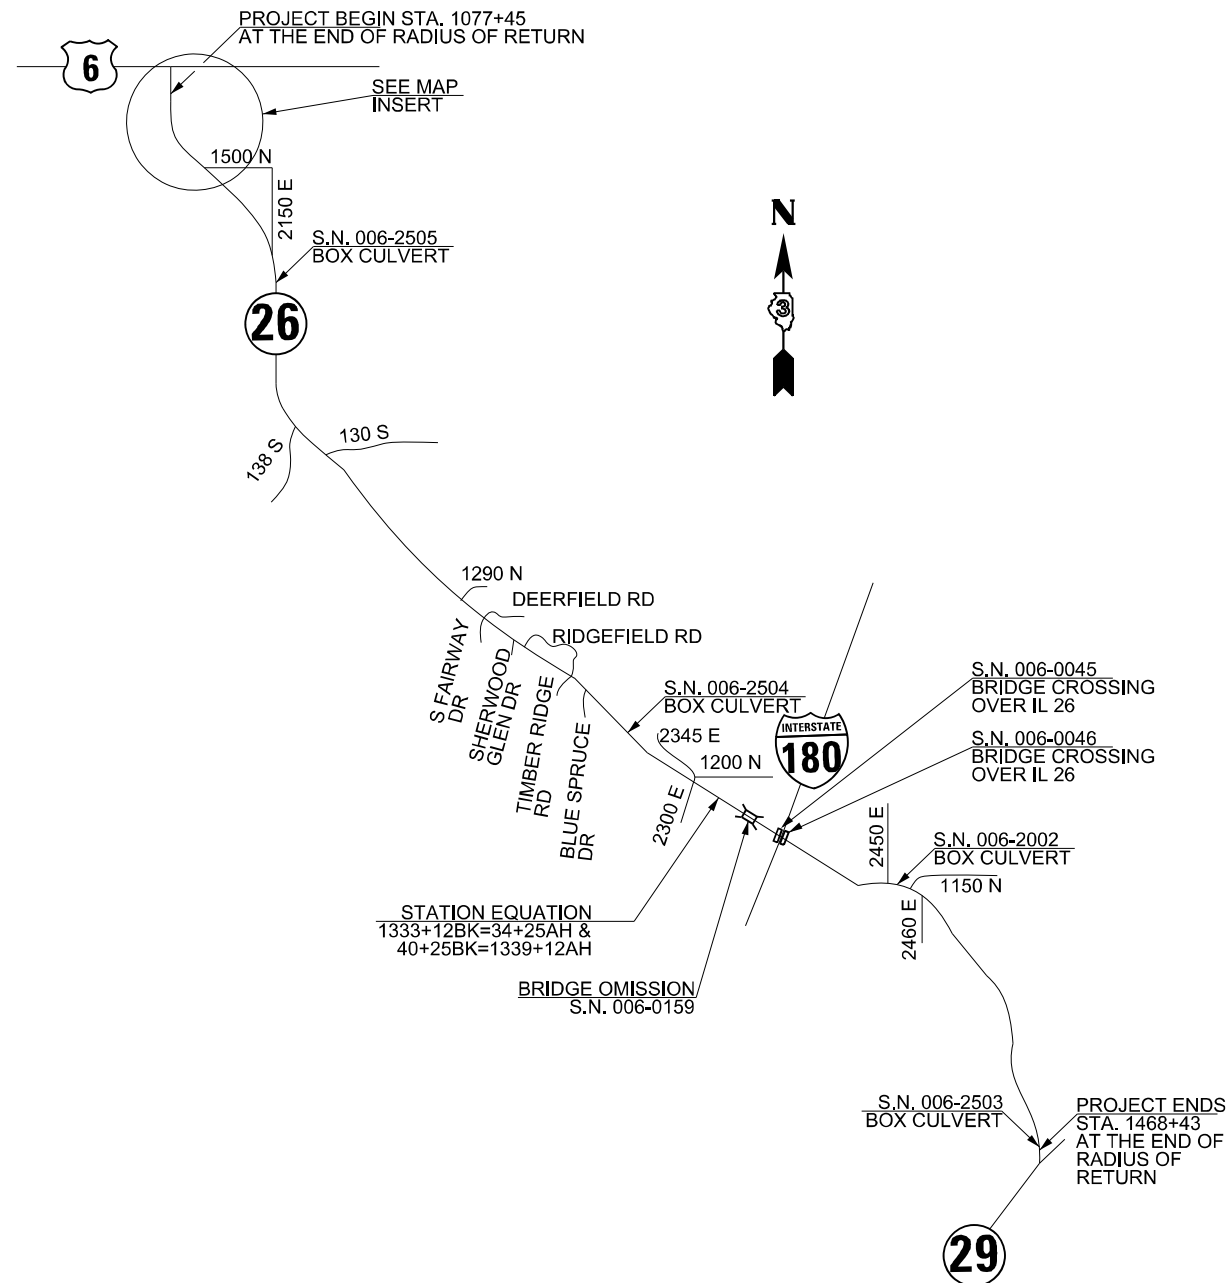 PROJECT BEGIN STA. 1077+45
AT THE END OF RADIUS OF RETURN
6
SEE MAP
INSERT
1500 N
2150 E
S.N. 006-2505
BOX CULVERT
N
3
26
130 S
138 S
1290 N
DEERFIELD RD
RIDGEFIELD RD
S FAIRWAY
DR
SHERWOOD
GLEN DR
TIMBER RIDGE
RD
BLUE SPRUCE
DR
S.N. 006-2504
BOX CULVERT
2345 E
1200 N
2300 E
INTERSTATE
180
S.N. 006-0045
BRIDGE CROSSING
OVER IL 26
S.N. 006-0046
BRIDGE CROSSING
OVER IL 26
2450 E
S.N. 006-2002
BOX CULVERT
1150 N
2460 E
STATION EQUATION
1333+12BK=34+25AH &
40+25BK=1339+12AH
BRIDGE OMISSION
S.N. 006-0159
S.N. 006-2503
BOX CULVERT
PROJECT ENDS
STA. 1468+43
AT THE END OF
RADIUS OF
RETURN
29